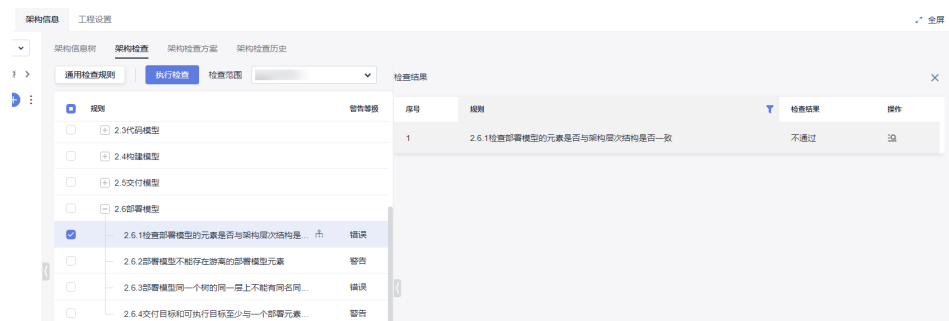 架构信息 工程设置 全屏
架构信息树 架构检查 架构检查方案 架构检查历史
通用检查规则 执行检查 检查范围
检查结果
规则 警告等级
序号 规则 检查结果 操作
2.3代码模型
1 2.6.1检查部署模型的元素是否与架构层次结构是否一致 不通过
2.4构建模型
2.5交付模型
2.6部署模型
2.6.1检查部署模型的元素是否与架构层次结构是... 错误
2.6.2部署模型不能存在游离的部署模型元素 警告
2.6.3部署模型同一个树的同一层上不能有同名同... 错误
2.6.4交付目标和可执行目标至少与一个部署元素... 警告